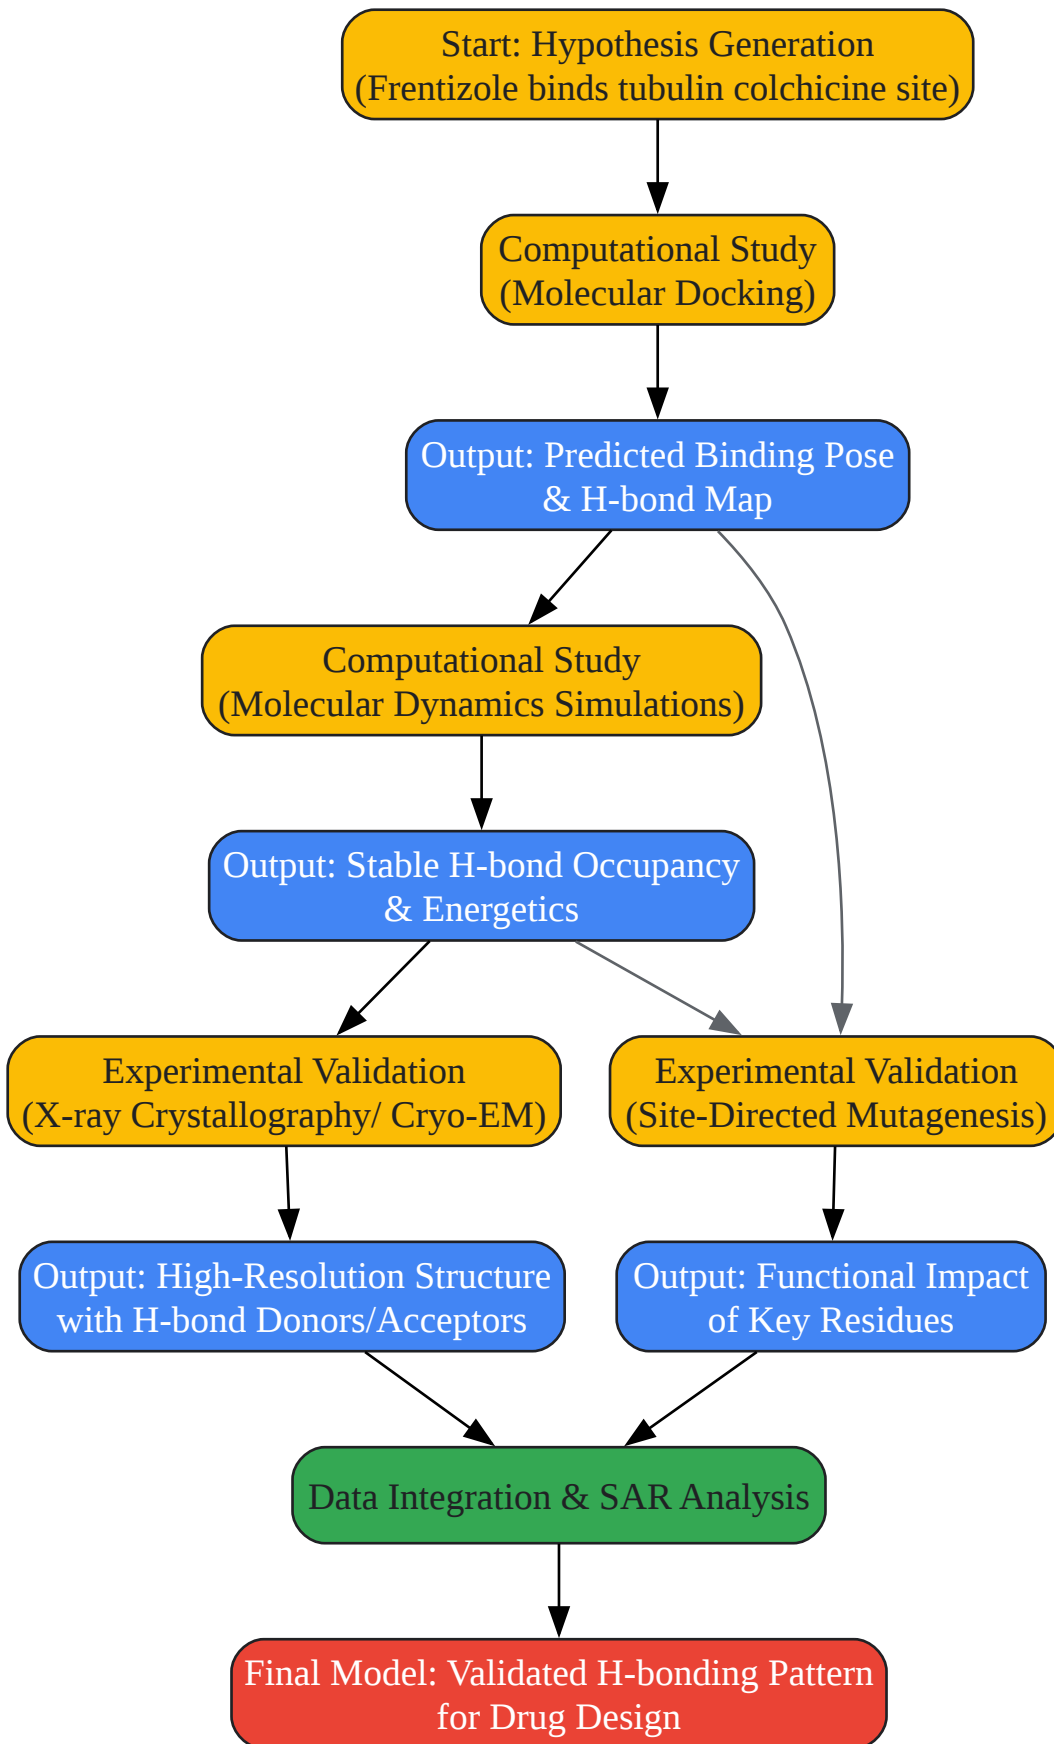 Start: Hypothesis Generation
(Frentizole binds tubulin colchicine site)
Computational Study
(Molecular Docking)
Output: Predicted Binding Pose
& H-bond Map
Computational Study
(Molecular Dynamics Simulations)
Output: Stable H-bond Occupancy
& Energetics
Experimental Validation
(X-ray Crystallography/ Cryo-EM)
Experimental Validation
(Site-Directed Mutagenesis)
Output: High-Resolution Structure
with H-bond Donors/Acceptors
Output: Functional Impact
of Key Residues
Data Integration & SAR Analysis
Final Model: Validated H-bonding Pattern
for Drug Design